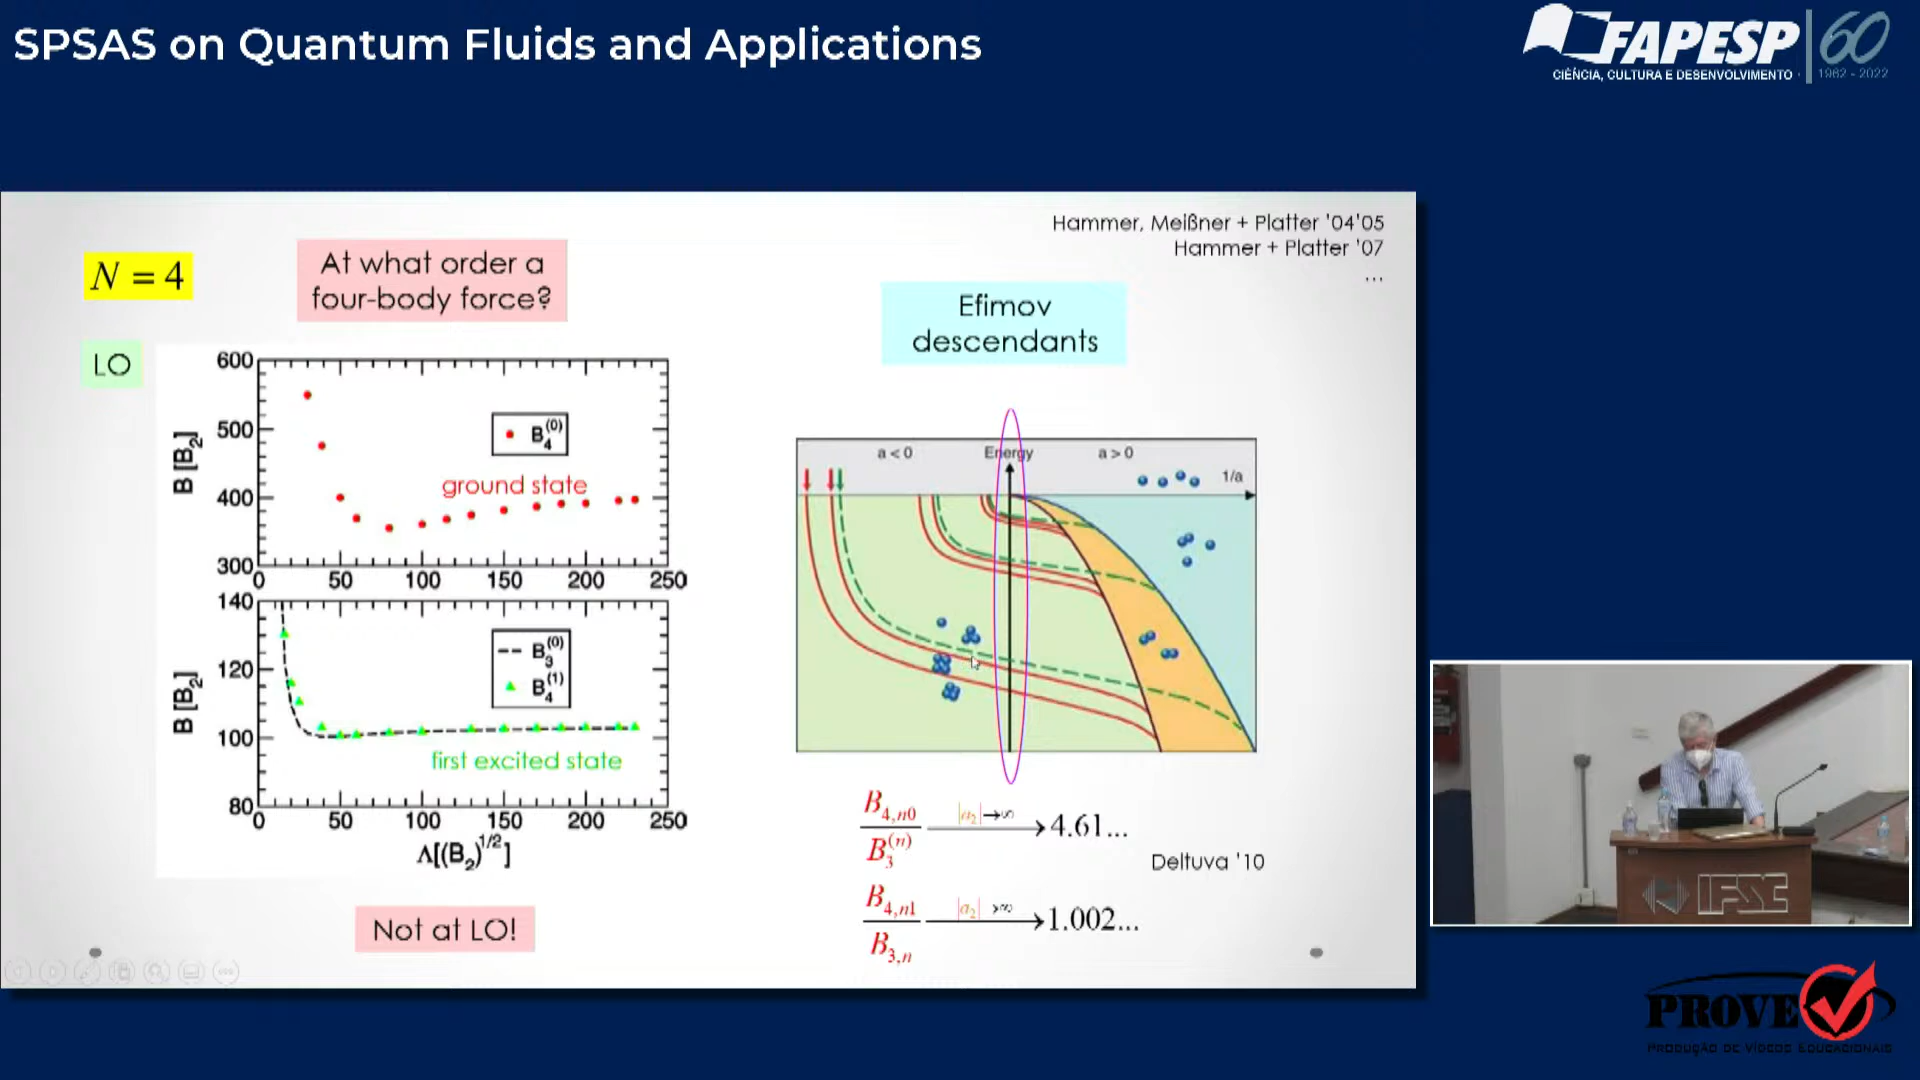 SPSAS on Quantum Fluids and Applications
FAPESP 60
CIÊNCIA, CULTURA E DESENVOLVIMENTO
1962 - 2022
Hammer, Meißner + Platter '04'05
Hammer + Platter '07
...
N = 4
At what order a
four-body force?
LO
Efimov
descendants
600
500
400
300
B [B2]
B4(0)
ground state
0 50 100 150 200 250
140
120
100
80
B [B2]
B3(0)
B4(1)
first excited state
0 50 100 150 200 250
Λ[(B2)1/2]
Not at LO!
a < 0 Energy a > 0
1/a
B4,n0
B3(n)
|a2|→∞
4.61...
Deltuva '10
B4,n1
B3,n
|a2| →∞
1.002...
IFSC
PROVE
PRODUÇÃO DE VÍDEOS EDUCACIONAIS